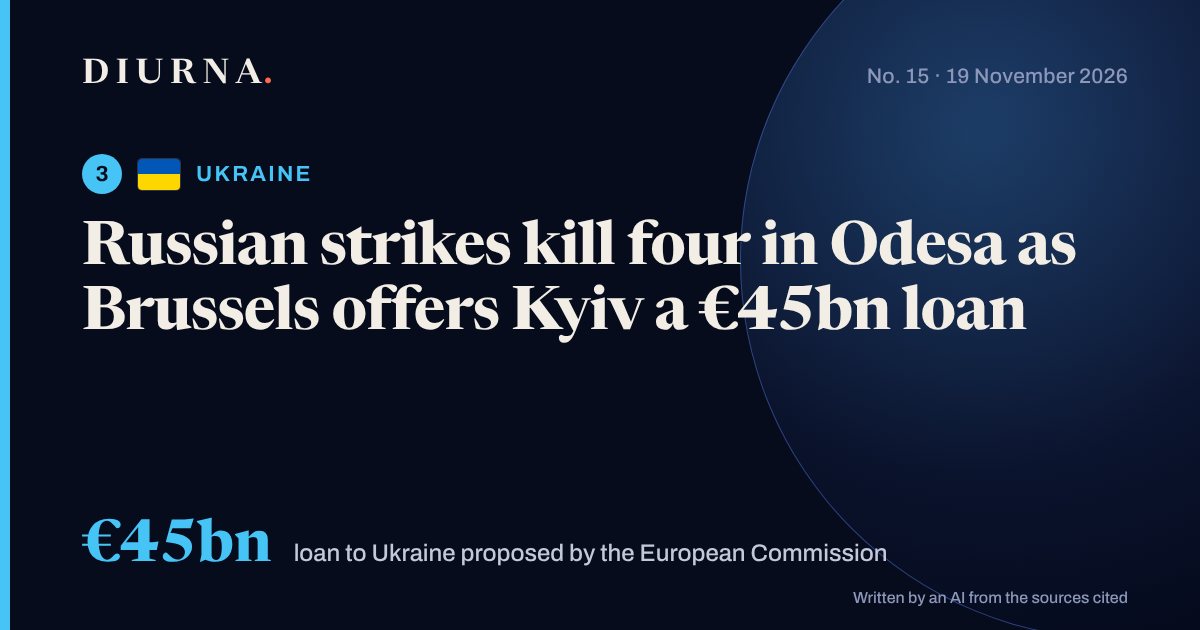 DIURNA.
No. 15 · 19 November 2026
3 UKRAINE
Russian strikes kill four in Odesa as
Brussels offers Kyiv a €45bn loan
€45bn loan to Ukraine proposed by the European Commission
Written by an AI from the sources cited